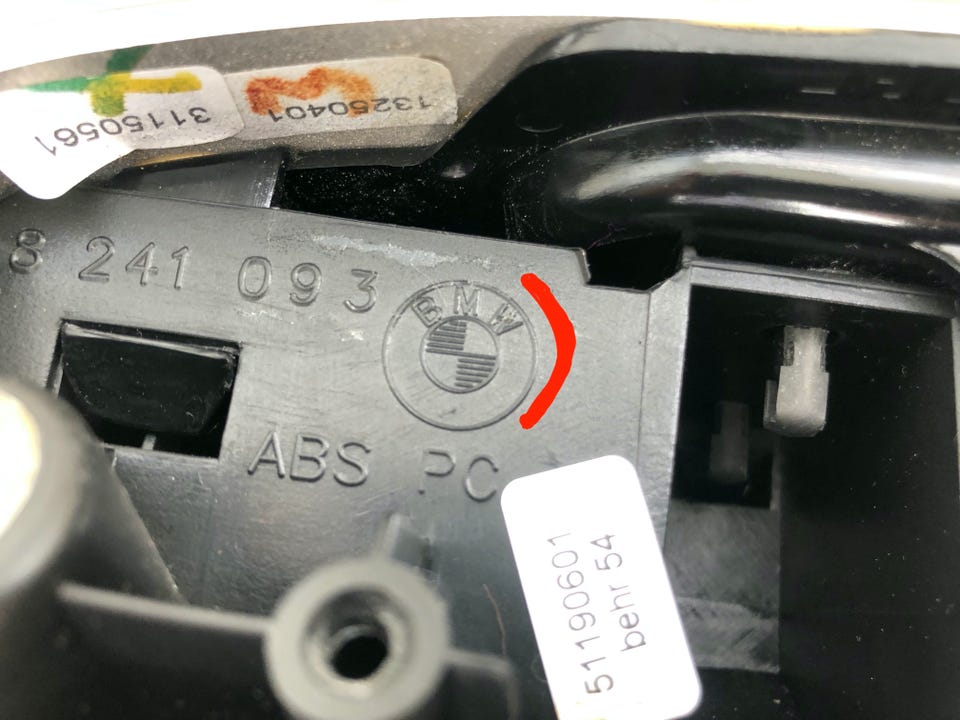 31150561
13250401
8 241 093
BMW
ABS PC
51190601
behr 54